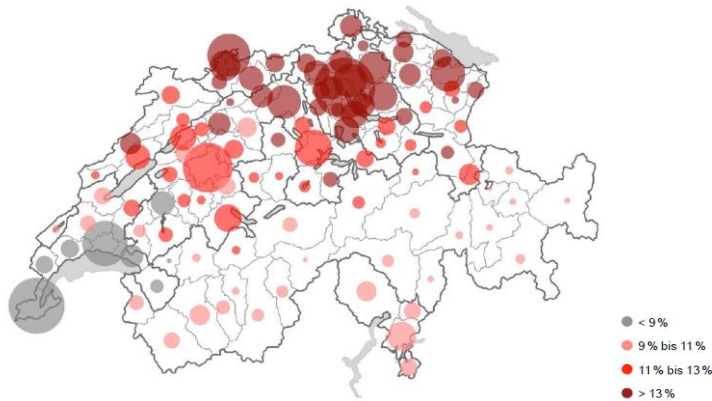 < 9 %
9 % bis 11 %
11 % bis 13 %
> 13 %